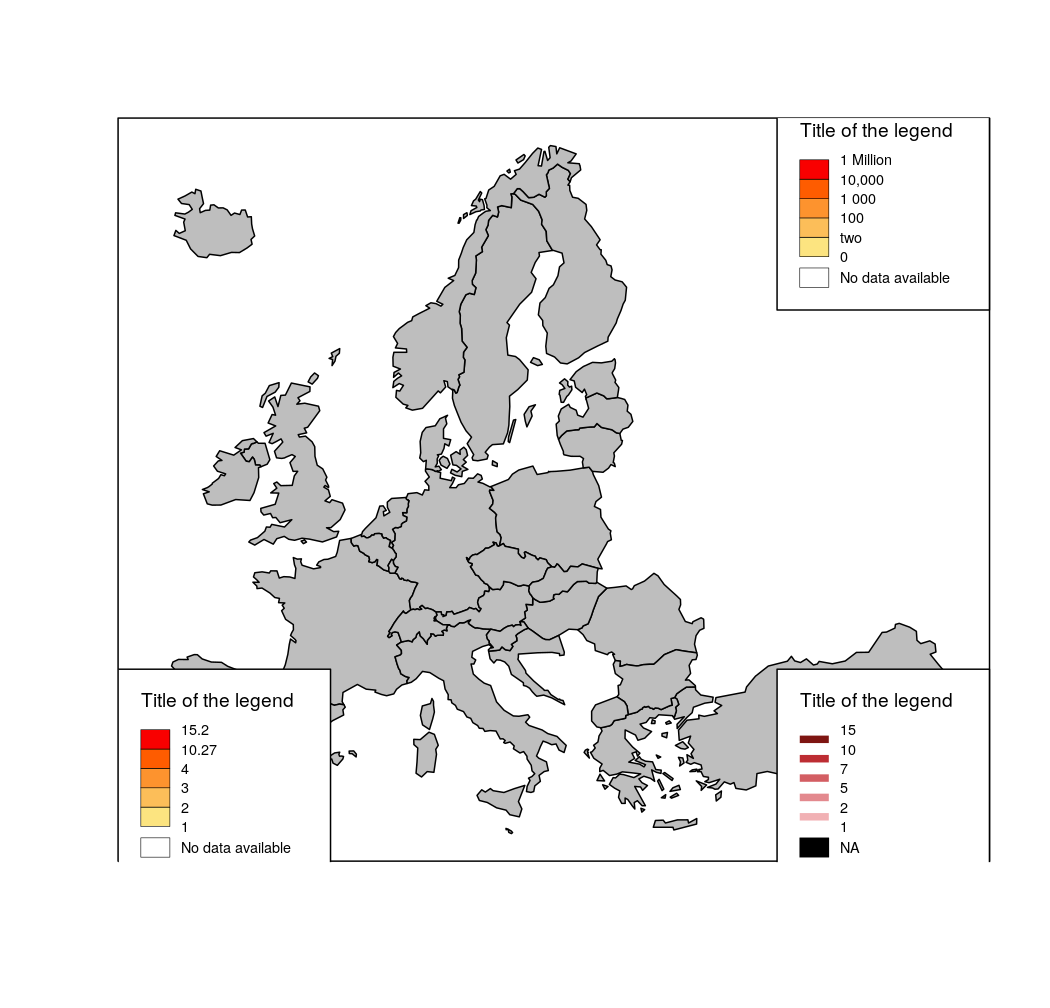 Title of the legend
1 Million
10,000
1 000
100
two
0
No data available
Title of the legend
15.2
10.27
4
3
2
1
No data available
Title of the legend
15
10
7
5
2
1
NA